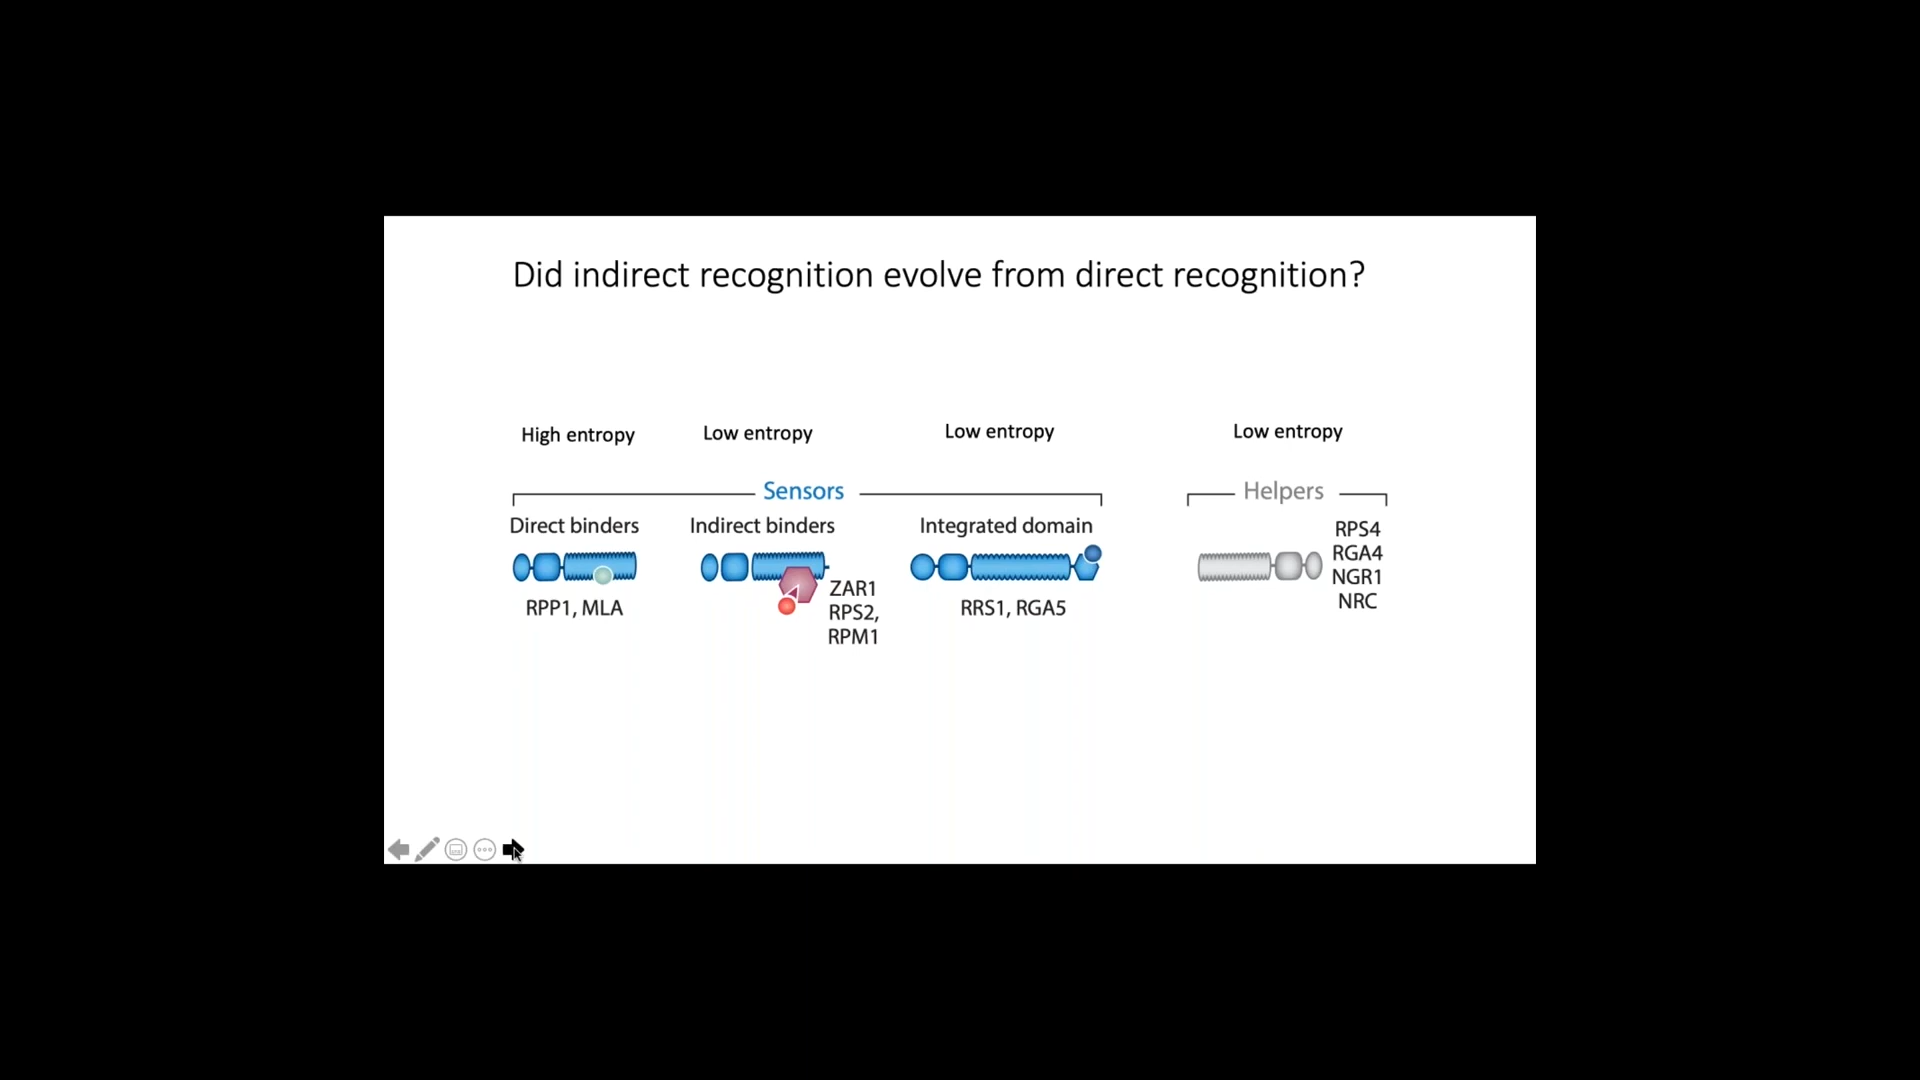 Did indirect recognition evolve from direct recognition?
High entropy
Low entropy
Low entropy
Low entropy
Sensors
Helpers
Direct binders
Indirect binders
Integrated domain
RPP1, MLA
ZAR1
RPS2,
RPM1
RRS1, RGA5
RPS4
RGA4
NGR1
NRC